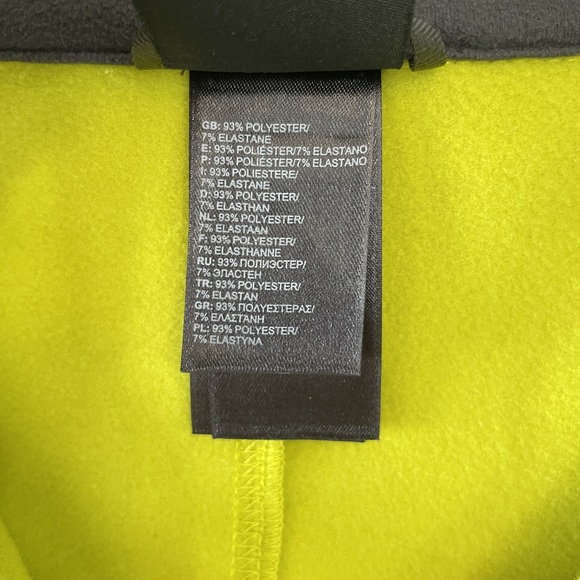 GB: 93% POLYESTER/
7% ELASTANE
E: 93% POLIÉSTER/7% ELASTANO
P: 93% POLIÉSTER/7% ELASTANO
I: 93% POLIESTERE/
7% ELASTANE
D: 93% POLYESTER/
7% ELASTHAN
NL: 93% POLYESTER/
7% ELASTAAN
F: 93% POLYESTER/
7% ELASTHANNE
RU: 93% ПОЛИЭСТЕР/
7% ЭЛАСТЕН
TR: 93% POLYESTER/
7% ELASTAN
GR: 93% ΠΟΛΥΕΣΤΕΡΑΣ/
7% ΕΛΑΣΤΑΝΗ
PL: 93% POLYESTER/
7% ELASTYNA